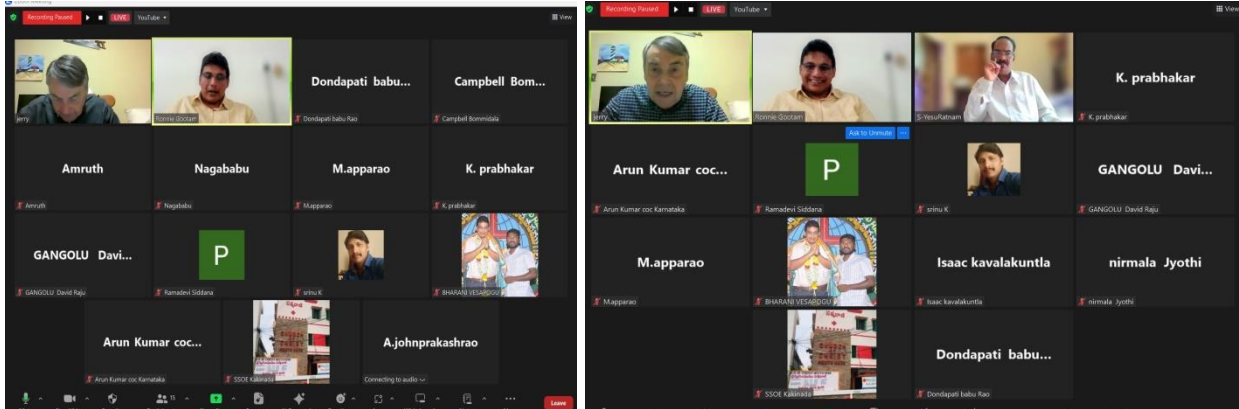 Recording Paused LIVE YouTube View
jerry
Ronnie Gootam
Dondapati babu...
Dondapati babu Rao
Campbell Bom...
Campbell Bommidala
Amruth
Amruth
Nagababu
Nagababu
M.apparao
M.apparao
K. prabhakar
K. prabhakar
GANGOLU Davi...
GANGOLU David Raju
P
Ramadevi Siddana
srinu K
BHARANI VESAPOGU
Arun Kumar coc...
Arun Kumar coc Karnataka
SSOE Kakinada
A.johnprakashrao
Connecting to audio
15
Leave
Recording Paused LIVE YouTube View
jerry
Ronnie Gootam
S-YesuRatnam
K. prabhakar
K. prabhakar
Arun Kumar coc...
Arun Kumar coc Karnataka
Ask to Unmute
P
Ramadevi Siddana
srinu K
GANGOLU Davi...
GANGOLU David Raju
M.apparao
M.apparao
BHARANI VESAPOGU
Isaac kavalakuntla
Isaac kavalakuntla
nirmala Jyothi
nirmala Jyothi
SSOE Kakinada
Dondapati babu...
Dondapati babu Rao